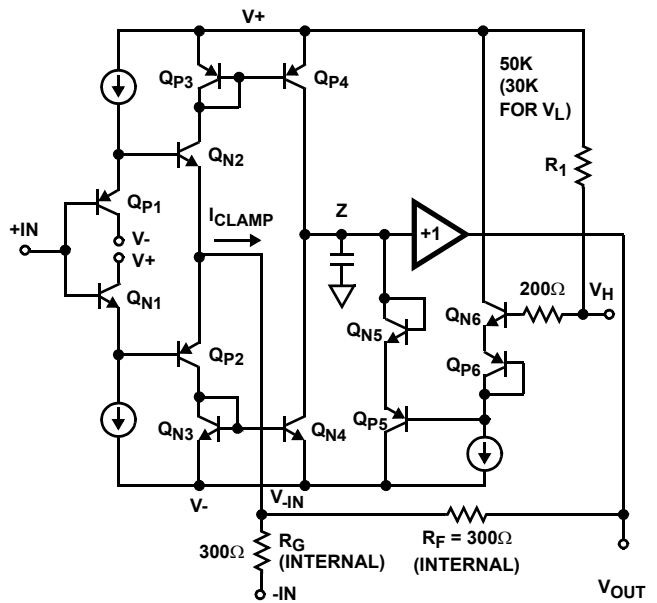 V+
50K
(30K
FOR VL)
QP3
QP4
QN2
R1
QP1
ICLAMP
Z
+1
+IN
V-
V+
200Ω
VH
QN1
QN5
QN6
QP2
QP6
QN3
QN4
QP5
V-
V-IN
300Ω
RG
(INTERNAL)
RF = 300Ω
(INTERNAL)
-IN
VOUT